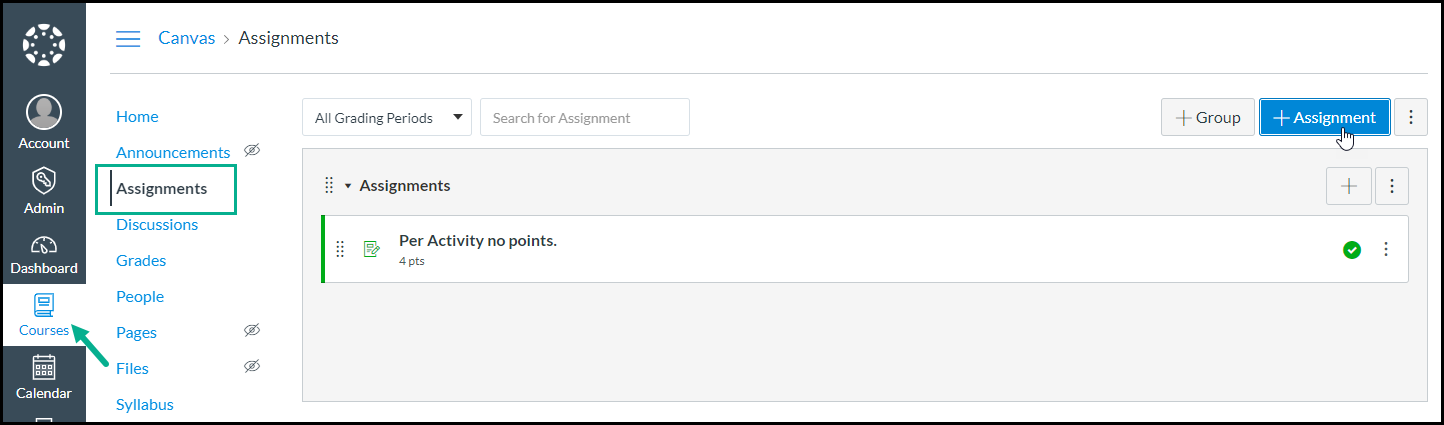 Canvas > Assignments
Account
Admin
Dashboard
Courses
Calendar
Home
Announcements
Assignments
Discussions
Grades
People
Pages
Files
Syllabus
All Grading Periods
Search for Assignment
+ Group
+ Assignment
Assignments
+
Per Activity no points.
4 pts